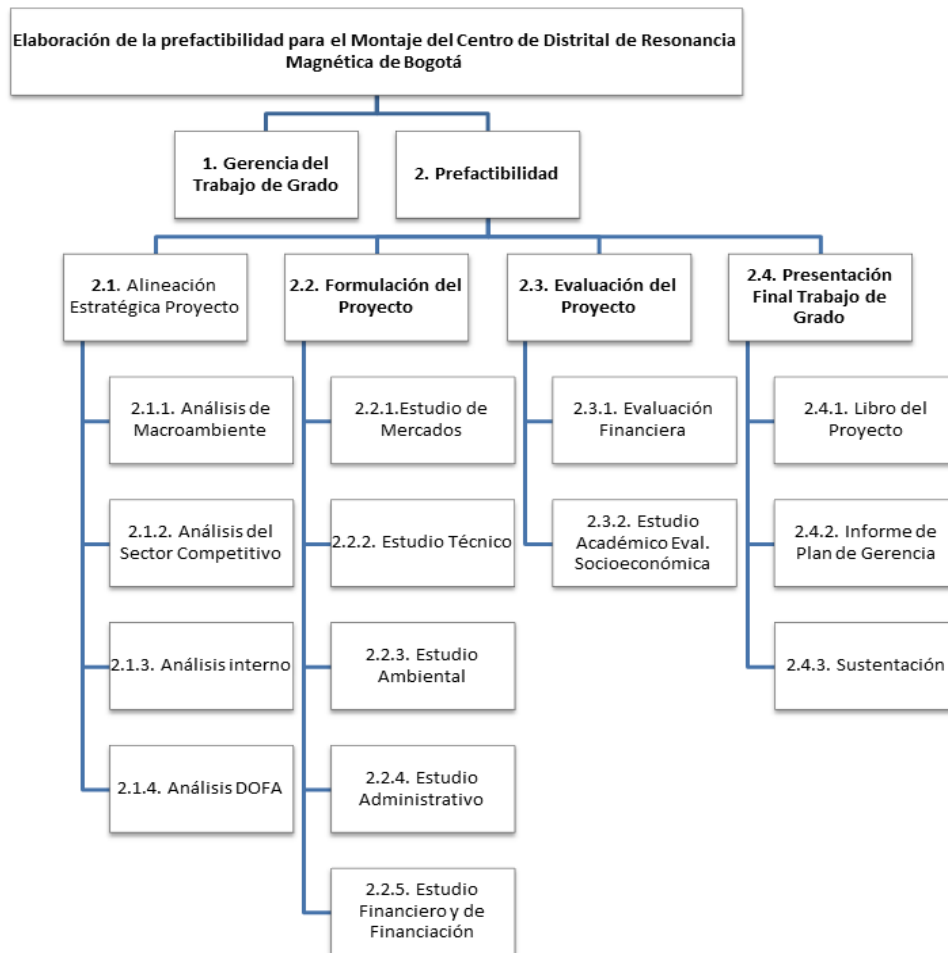 Elaboración de la prefactibilidad para el Montaje del Centro de Distrital de Resonancia
Magnética de Bogotá
1. Gerencia del
Trabajo de Grado
2. Prefactibilidad
2.1. Alineación
Estratégica Proyecto
2.2. Formulación del
Proyecto
2.3. Evaluación del
Proyecto
2.4. Presentación
Final Trabajo de
Grado
2.1.1. Análisis de
Macroambiente
2.2.1.Estudio de
Mercados
2.3.1. Evaluación
Financiera
2.4.1. Libro del
Proyecto
2.1.2. Análisis del
Sector Competitivo
2.2.2. Estudio Técnico
2.3.2. Estudio
Académico Eval.
Socioeconómica
2.4.2. Informe de
Plan de Gerencia
2.1.3. Análisis interno
2.2.3. Estudio
Ambiental
2.4.3. Sustentación
2.1.4. Análisis DOFA
2.2.4. Estudio
Administrativo
2.2.5. Estudio
Financiero y de
Financiación